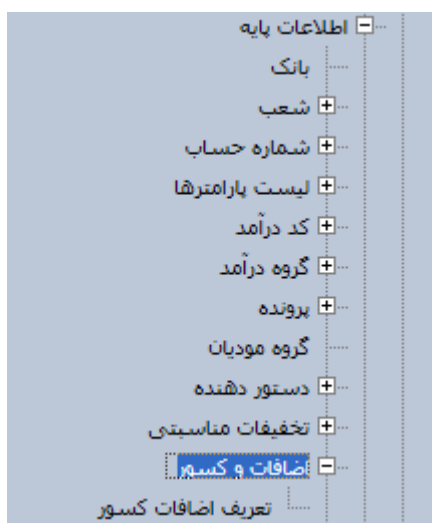 اطلاعات پایه
بانک
شعب
شماره حساب
لیست پارامترها
کد درآمد
گروه درآمد
پرونده
گروه مودیان
دستور دهنده
تخفیفات مناسبتی
اضافات و کسور
تعریف اضافات کسور